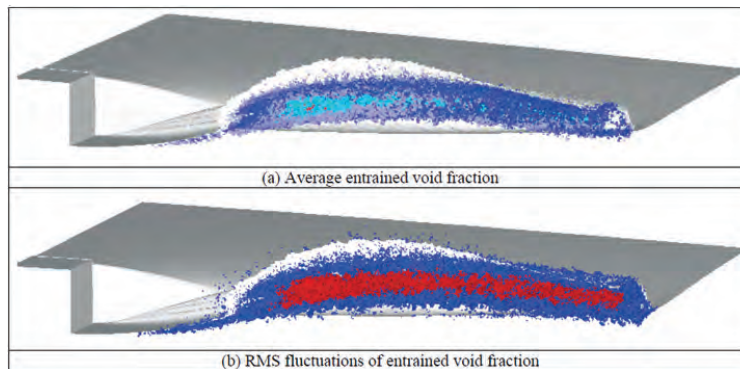 (a) Average entrained void fraction
(b) RMS fluctuations of entrained void fraction